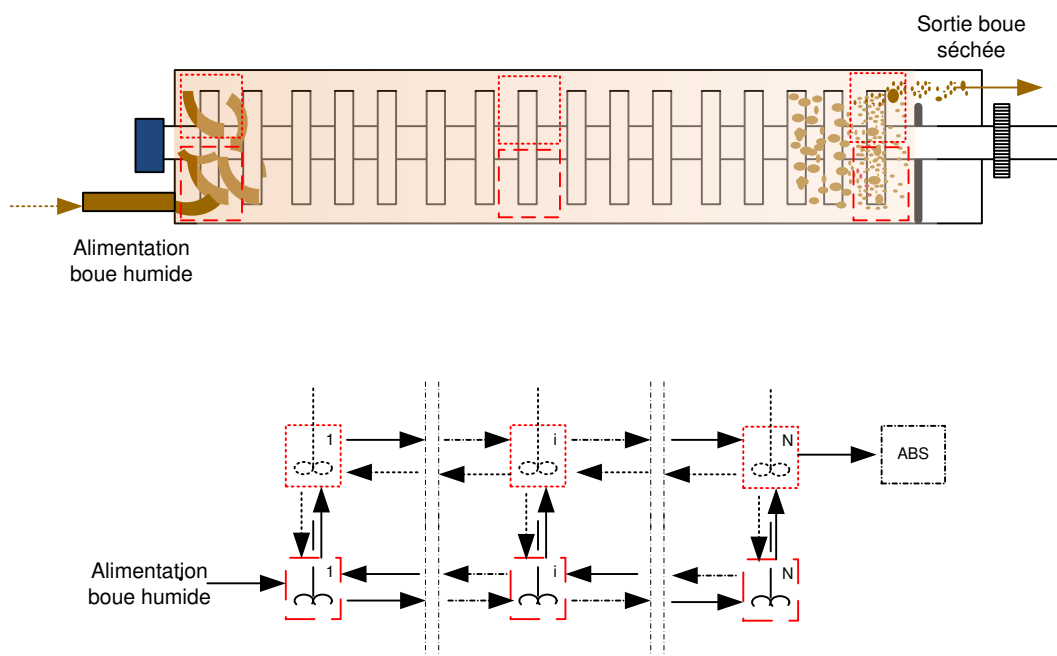 Sortie boue
séchée
Alimentation
boue humide
1
i
N
ABS
Alimentation
boue humide
1
i
N